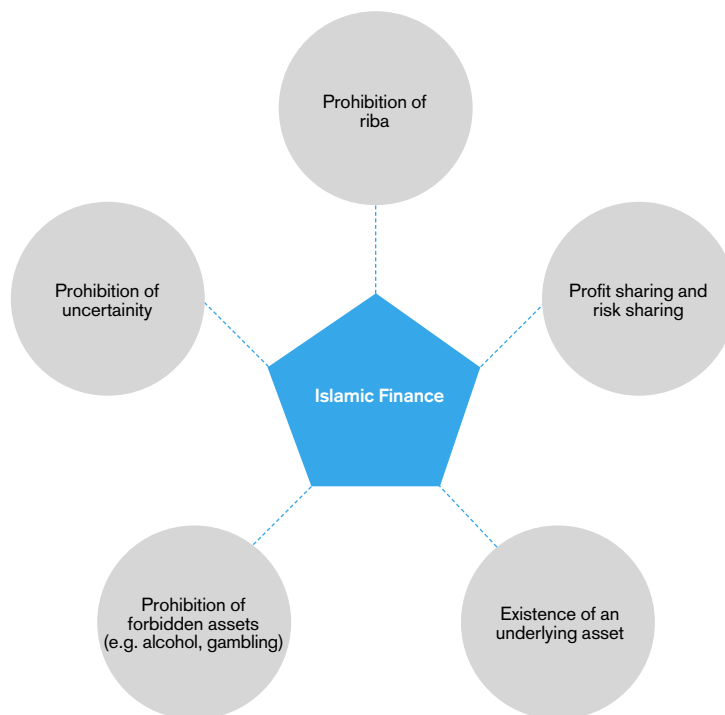 Prohibition of
riba
Prohibition of
uncertainity
Profit sharing and
risk sharing
Islamic Finance
Prohibition of
forbidden assets
(e.g. alcohol, gambling)
Existence of an
underlying asset